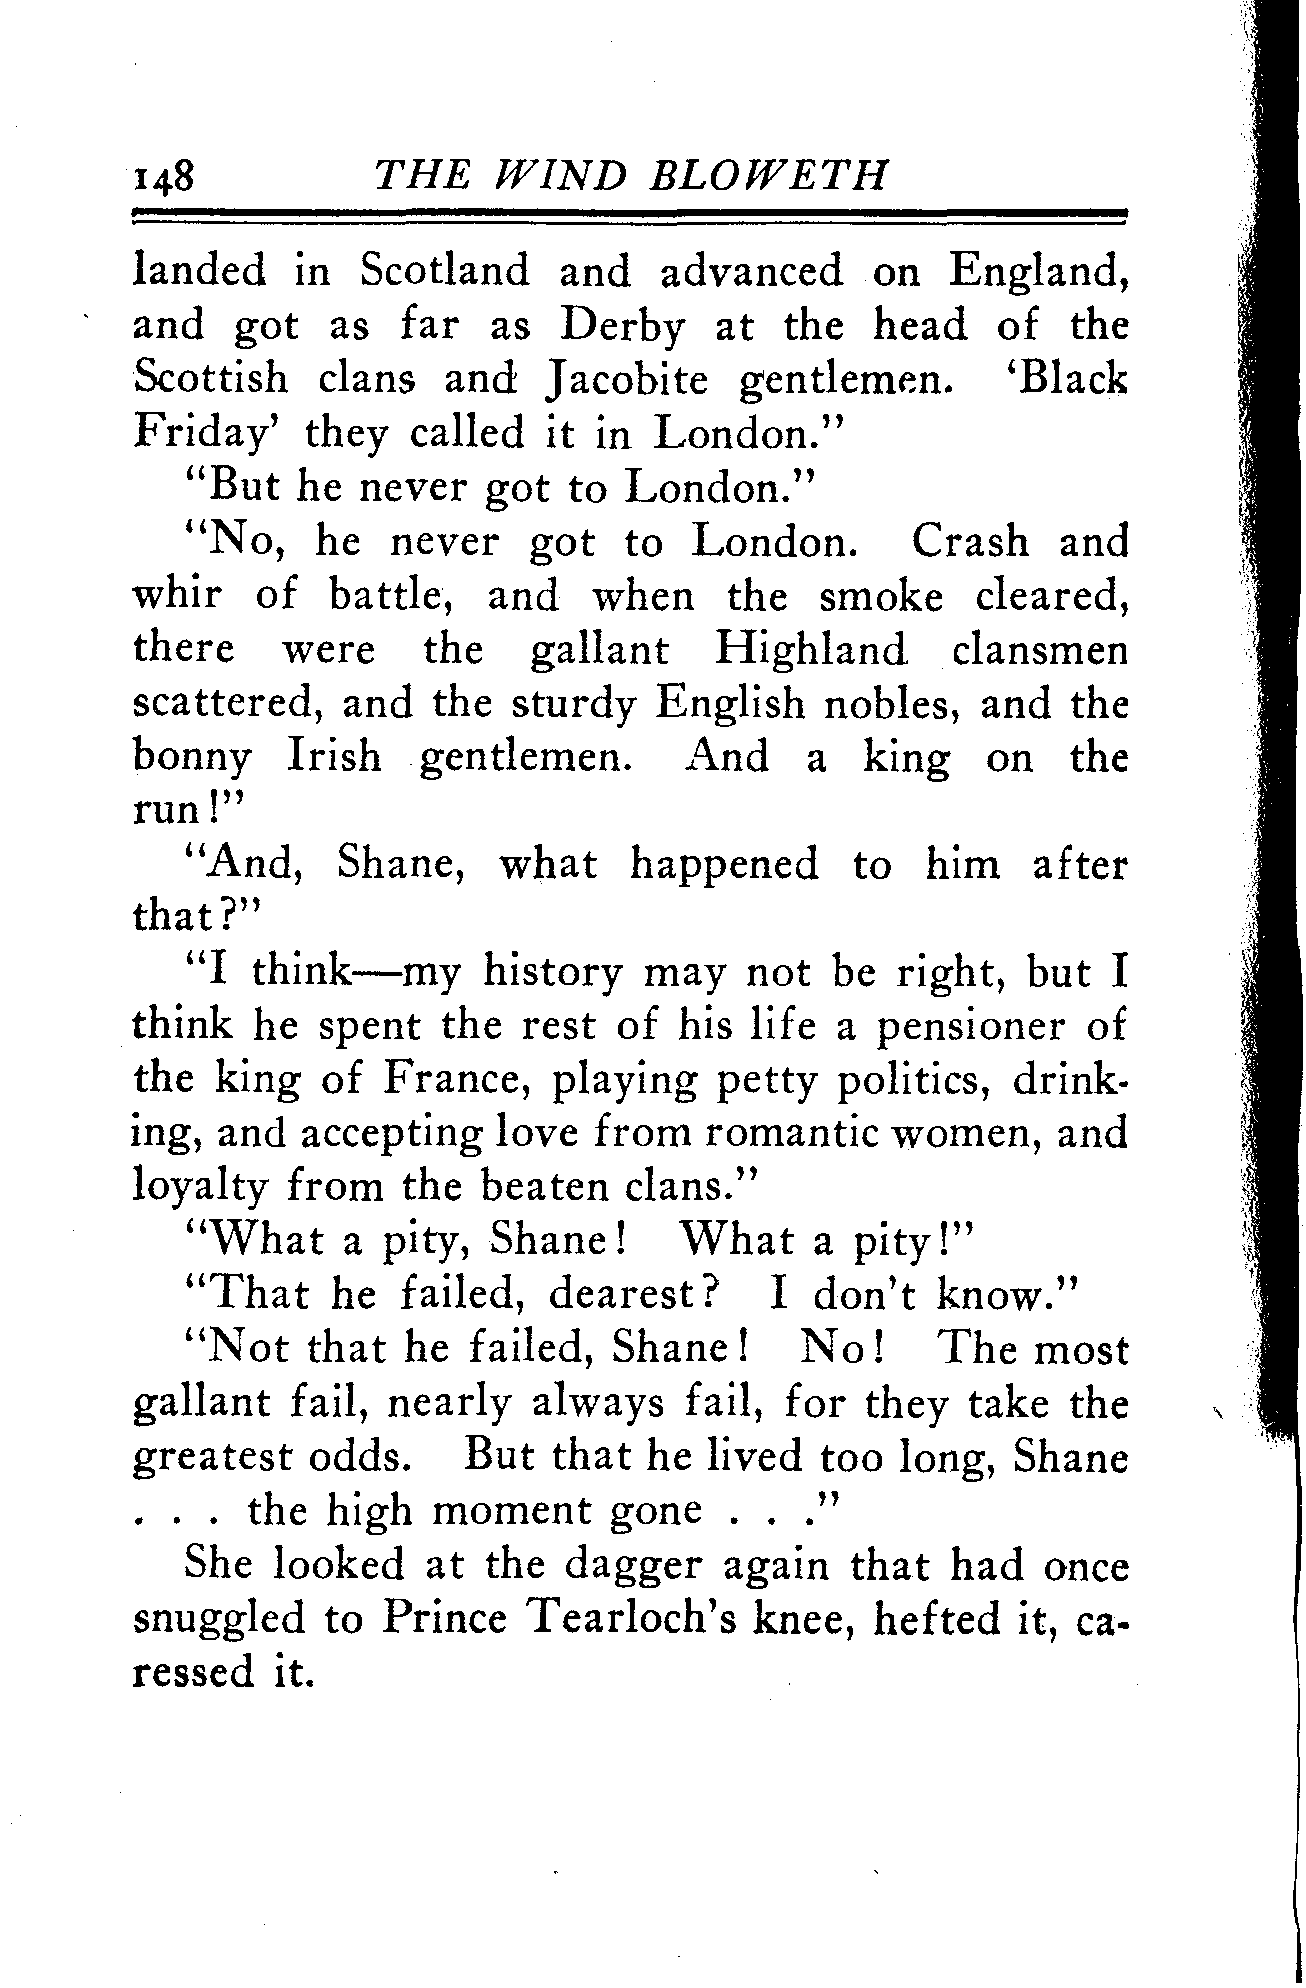 148 THE WIND BLOWETH
landed in Scotland and advanced on England,
and got as far as Derby at the head of the
Scottish clans and Jacobite gentlemen. ‘Black
Friday’ they called it in London.”
“But he never got to London.”
“No, he never got to London. Crash and
whir of battle, and when the smoke cleared,
there were the gallant Highland clansmen
scattered, and the sturdy English nobles, and the
bonny Irish gentlemen. And a king on the
run!”
“And, Shane, what happened to him after
that?”
“I think—my history may not be right, but I
think he spent the rest of his life a pensioner of
the king of France, playing petty politics, drink-
ing, and accepting love from romantic women, and
loyalty from the beaten clans.”
“What a pity, Shane! What a pity!”
“That he failed, dearest? I don’t know.”
“Not that he failed, Shane! No! The most
gallant fail, nearly always fail, for they take the
greatest odds. But that he lived too long, Shane
. . . the high moment gone . . .”
She looked at the dagger again that had once
snuggled to Prince Tearloch’s knee, hefted it, ca-
ressed it.